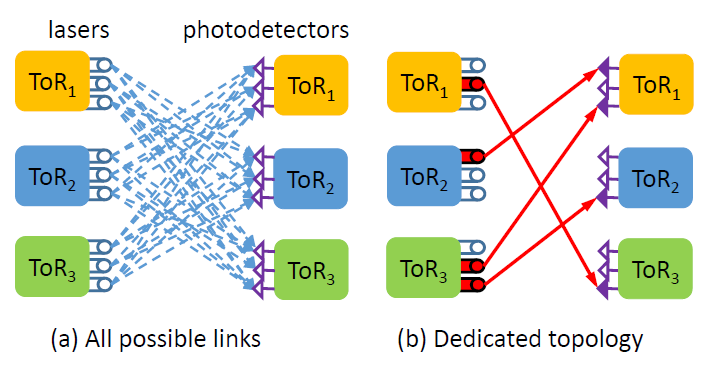 lasers photodetectors
ToR1 ToR1 ToR1 ToR1
ToR2 ToR2 ToR2 ToR2
ToR3 ToR3 ToR3 ToR3
(a) All possible links (b) Dedicated topology